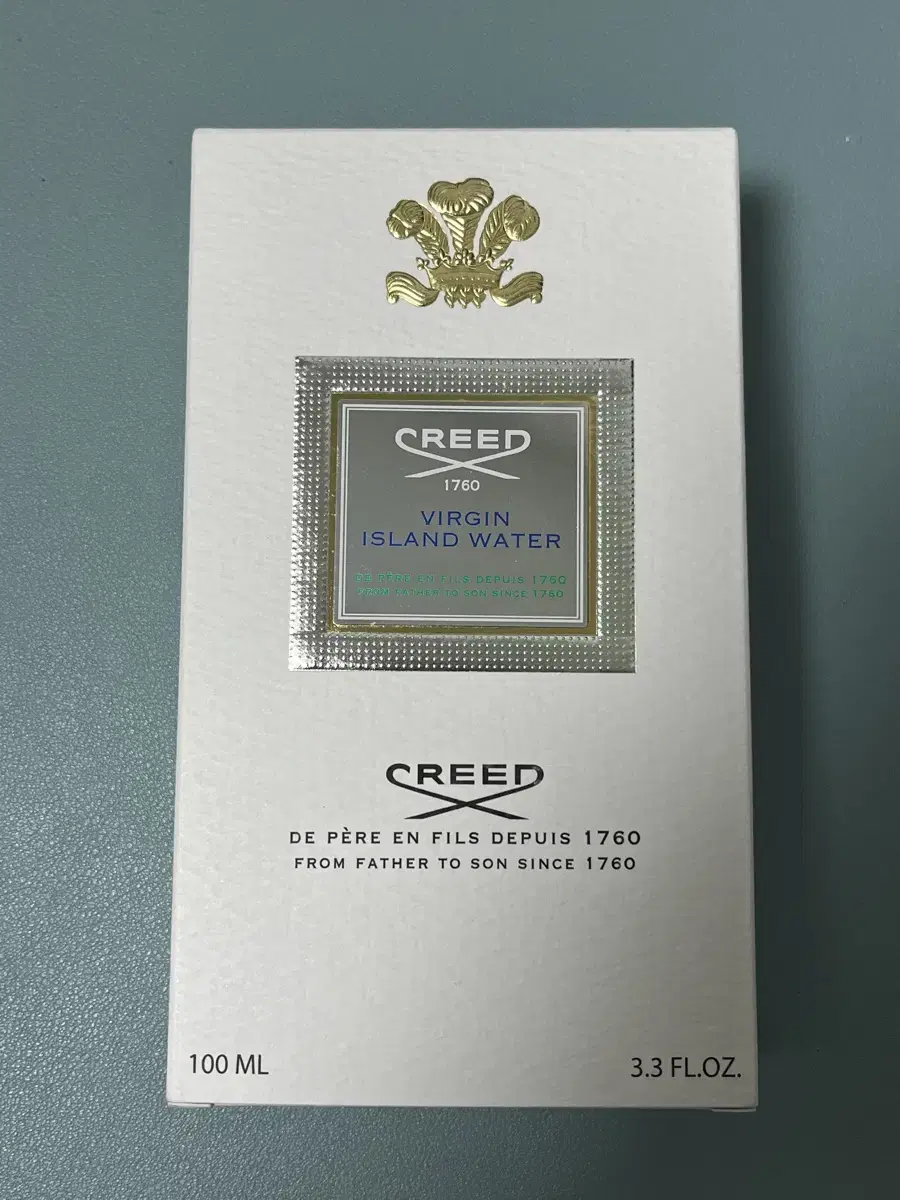 CREED
1760
VIRGIN
ISLAND WATER
DE PÈRE EN FILS DEPUIS 1760
FROM FATHER TO SON SINCE 1760
CREED
DE PÈRE EN FILS DEPUIS 1760
FROM FATHER TO SON SINCE 1760
100 ML
3.3 FL.OZ.